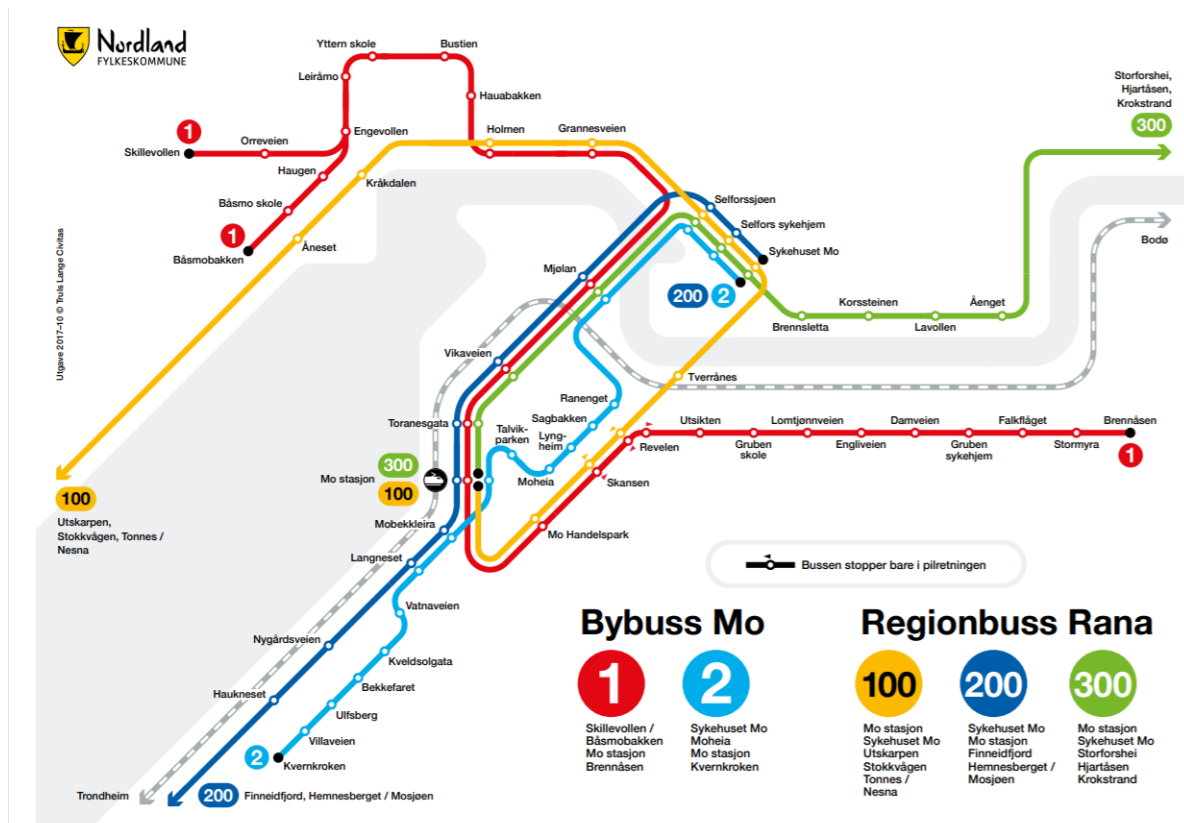 Nordland
FYLKESKOMMUNE
Yttern skole
Bustien
Leiråmo
Hauabakken
Storforshei,
Hjartåsen,
Krokstrand
300
1
Orreveien
Engevollen
Holmen
Grannesveien
Skillevollen
Haugen
Kråkdalen
Båsmo skole
1
Båsmobakken
Åneset
Selforssjøen
Selfors sykehjem
Sykehuset Mo
Bodø
Mjølan
200
2
Korssteinen
Åenget
Brennsletta
Lavollen
Utgave 2017–10 © Truls Lange Civitas
Vikaveien
Tverrånes
Ranenget
Toranesgata
Talvik-
parken
Sagbakken
Lyng-
heim
Utsikten
Lomtjønnveien
Damveien
Falkflåget
Brennåsen
Revelen
Gruben
skole
Engliveien
Gruben
sykehjem
Stormyra
1
300
Mo stasjon
100
Moheia
Skansen
100
Utskarpen,
Stokkvågen, Tonnes /
Nesna
Mobekkleira
Mo Handelspark
Langneset
Bussen stopper bare i pilretningen
Vatnaveien
Nygårdsveien
Kveldsolgata
Bekkefaret
Haukneset
Ulfsberg
Villaveien
2
Kvernkroken
Trondheim
200
Finneidfjord, Hemnesberget / Mosjøen
Bybuss Mo
1
Skillevollen /
Båsmobakken
Mo stasjon
Brennåsen
2
Sykehuset Mo
Moheia
Mo stasjon
Kvernkroken
Regionbuss Rana
100
Mo stasjon
Sykehuset Mo
Utskarpen
Stokkvågen
Tonnes /
Nesna
200
Sykehuset Mo
Mo stasjon
Finneidfjord
Hemnesberget /
Mosjøen
300
Mo stasjon
Sykehuset Mo
Storforshei
Hjartåsen
Krokstrand